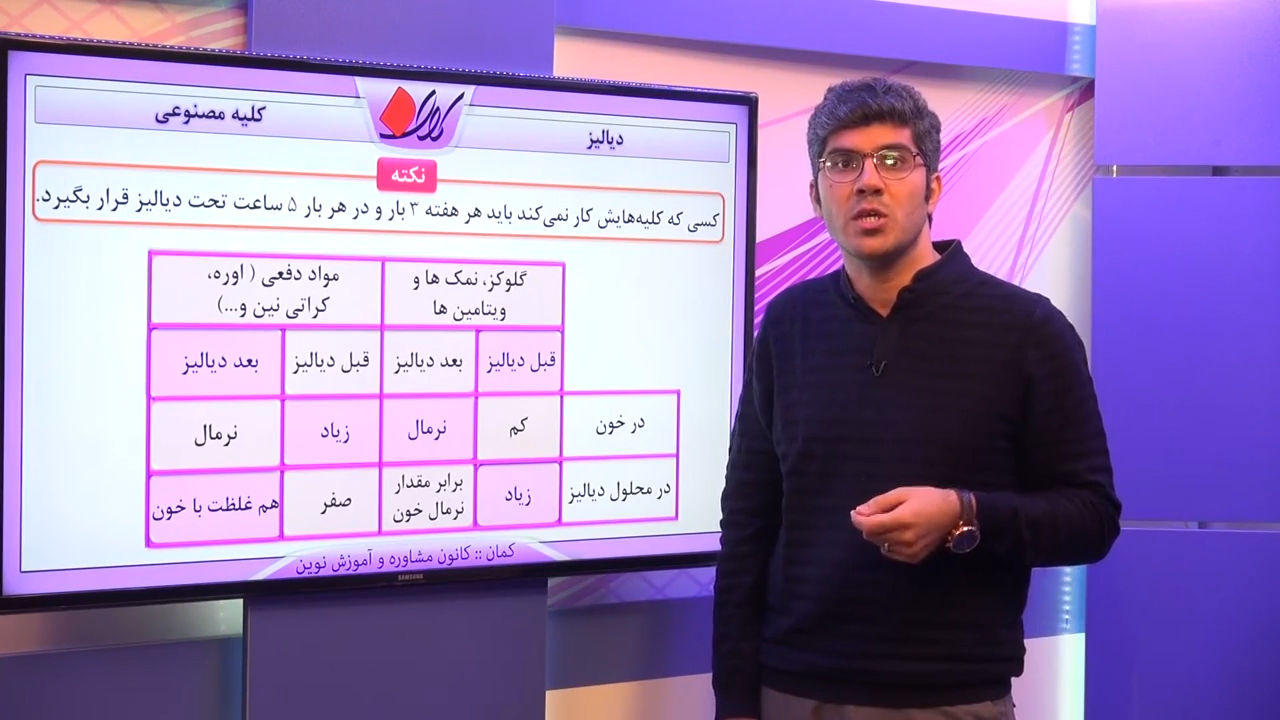 دیالیز
کلیه مصنوعی
کمان
نکته
کسی که کلیه‌هایش کار نمی‌کند باید هر هفته ۳ بار و در هر بار ۵ ساعت تحت دیالیز قرار بگیرد.
گلوکز، نمک ها و
ویتامین ها
مواد دفعی ( اوره،
کراتی نین و...)
قبل دیالیز
بعد دیالیز
قبل دیالیز
بعد دیالیز
در خون
کم
نرمال
زیاد
نرمال
در محلول دیالیز
زیاد
برابر مقدار
نرمال خون
صفر
هم غلظت با خون
کمان :: کانون مشاوره و آموزش نوین
SAMSUNG